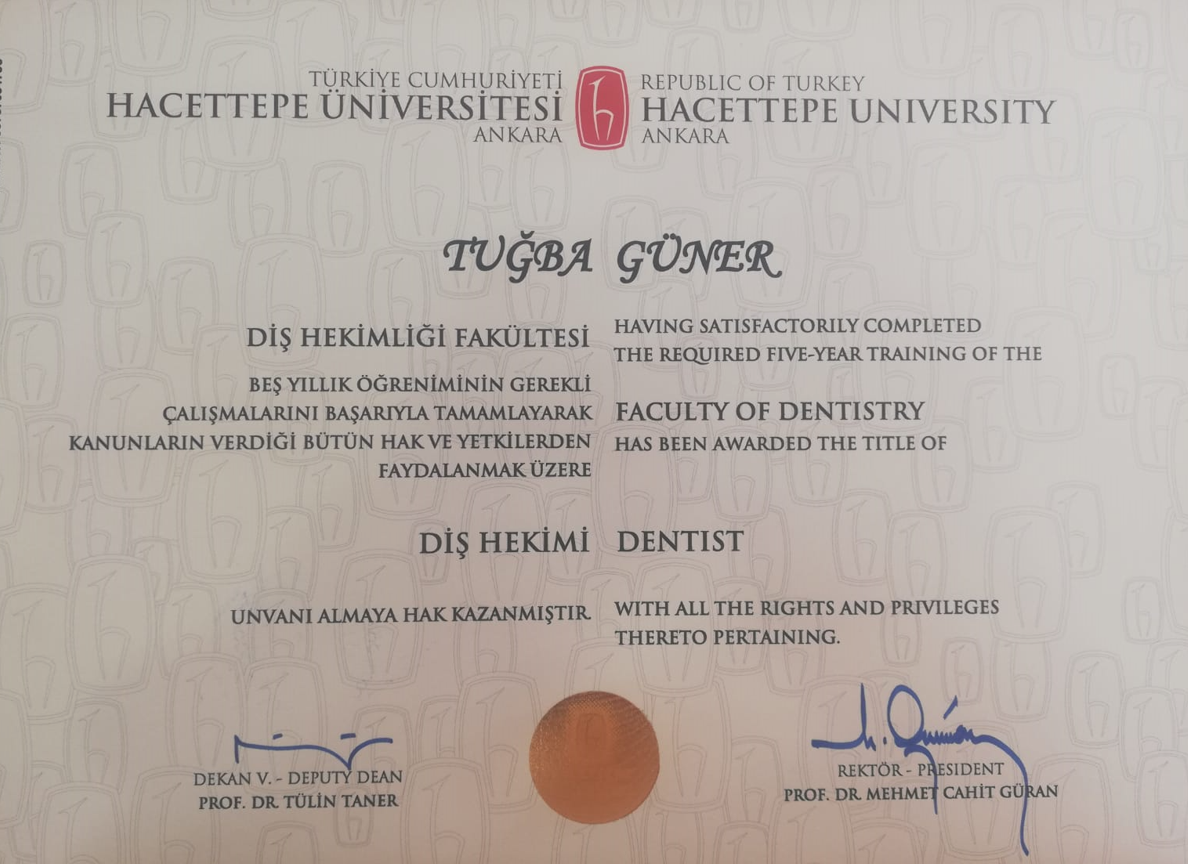 TÜRKİYE CUMHURİYETİ
HACETTEPE ÜNİVERSİTESİ
ANKARA
REPUBLIC OF TURKEY
HACETTEPE UNIVERSITY
ANKARA
TUĞBA GÜNER
DİŞ HEKİMLİĞİ FAKÜLTESİ
BEŞ YILLIK ÖĞRENİMİNİN GEREKLİ
ÇALIŞMALARINI BAŞARIYLA TAMAMLAYARAK
KANUNLARIN VERDİĞİ BÜTÜN HAK VE YETKİLERDEN
FAYDALANMAK ÜZERE
DİŞ HEKİMİ
UNVANI ALMAYA HAK KAZANMIŞTIR.
HAVING SATISFACTORILY COMPLETED
THE REQUIRED FIVE-YEAR TRAINING OF THE
FACULTY OF DENTISTRY
HAS BEEN AWARDED THE TITLE OF
DENTIST
WITH ALL THE RIGHTS AND PRIVILEGES
THERETO PERTAINING.
DEKAN V. - DEPUTY DEAN
PROF. DR. TÜLİN TANER
REKTÖR - PRESIDENT
PROF. DR. MEHMET CAHİT GÜRAN